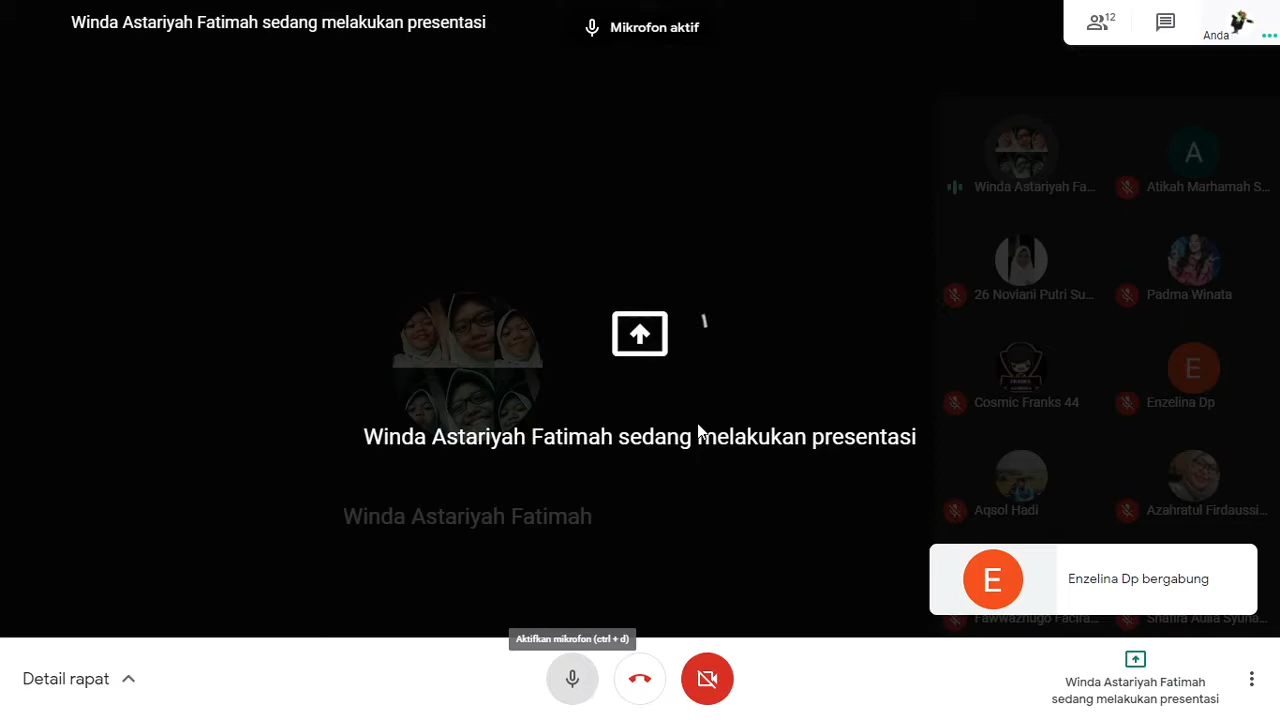 Winda Astariyah Fatimah sedang melakukan presentasi
Mikrofon aktif
12
Anda
Winda Astariyah Fa...
A
Atikah Marhamah S...
26 Noviani Putri Su...
Padma Winata
Cosmic Franks 44
E
Enzelina Dp
Winda Astariyah Fatimah sedang melakukan presentasi
Aqsol Hadi
Azahratul Firdaussi...
Winda Astariyah Fatimah
E
Enzelina Dp bergabung
Aktifkan mikrofon (ctrl + d)
Detail rapat
Winda Astariyah Fatimah
sedang melakukan presentasi